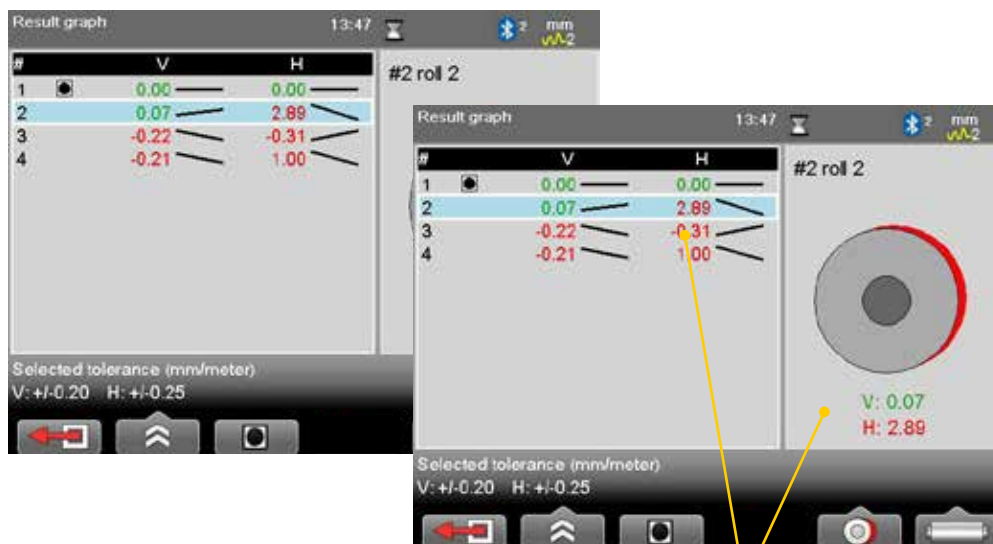 Result graph 13:47 2 mm
2
# V H
1 0.00 0.00
2 0.07 2.89
3 -0.22 -0.31
4 -0.21 1.00
#2 roll 2
Selected tolerance (mm/meter)
V: +/-0.20 H: +/-0.25
Result graph 13:47 2 mm
2
# V H
1 0.00 0.00
2 0.07 2.89
3 -0.22 -0.31
4 -0.21 1.00
#2 roll 2
V: 0.07
H: 2.89
Selected tolerance (mm/meter)
V: +/-0.20 H: +/-0.25